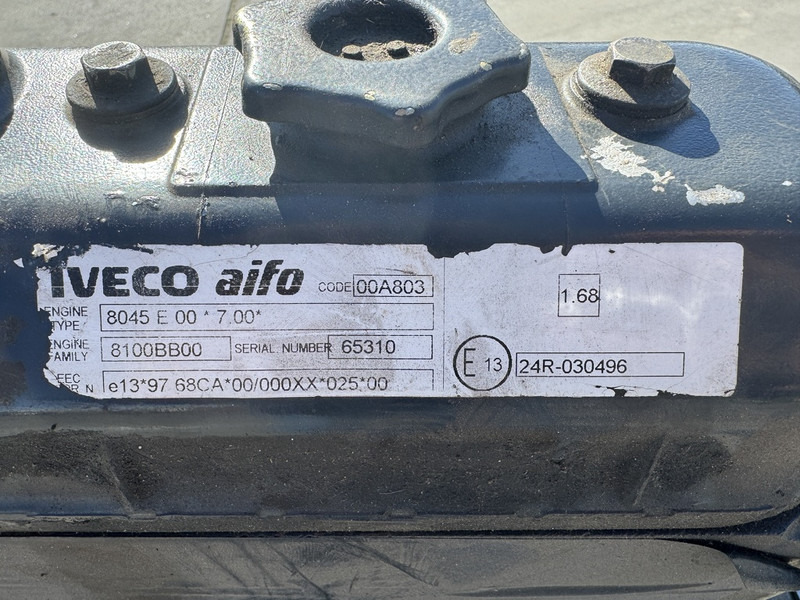 IVECO aifo CODE 00A803
ENGINE TYPE 8045 E 00 * 7.00*
ENGINE FAMILY 8100BB00 SERIAL NUMBER 65310
EEC N e13*97 68CA*00/000XX*025*00
1.68
E 13 24R-030496